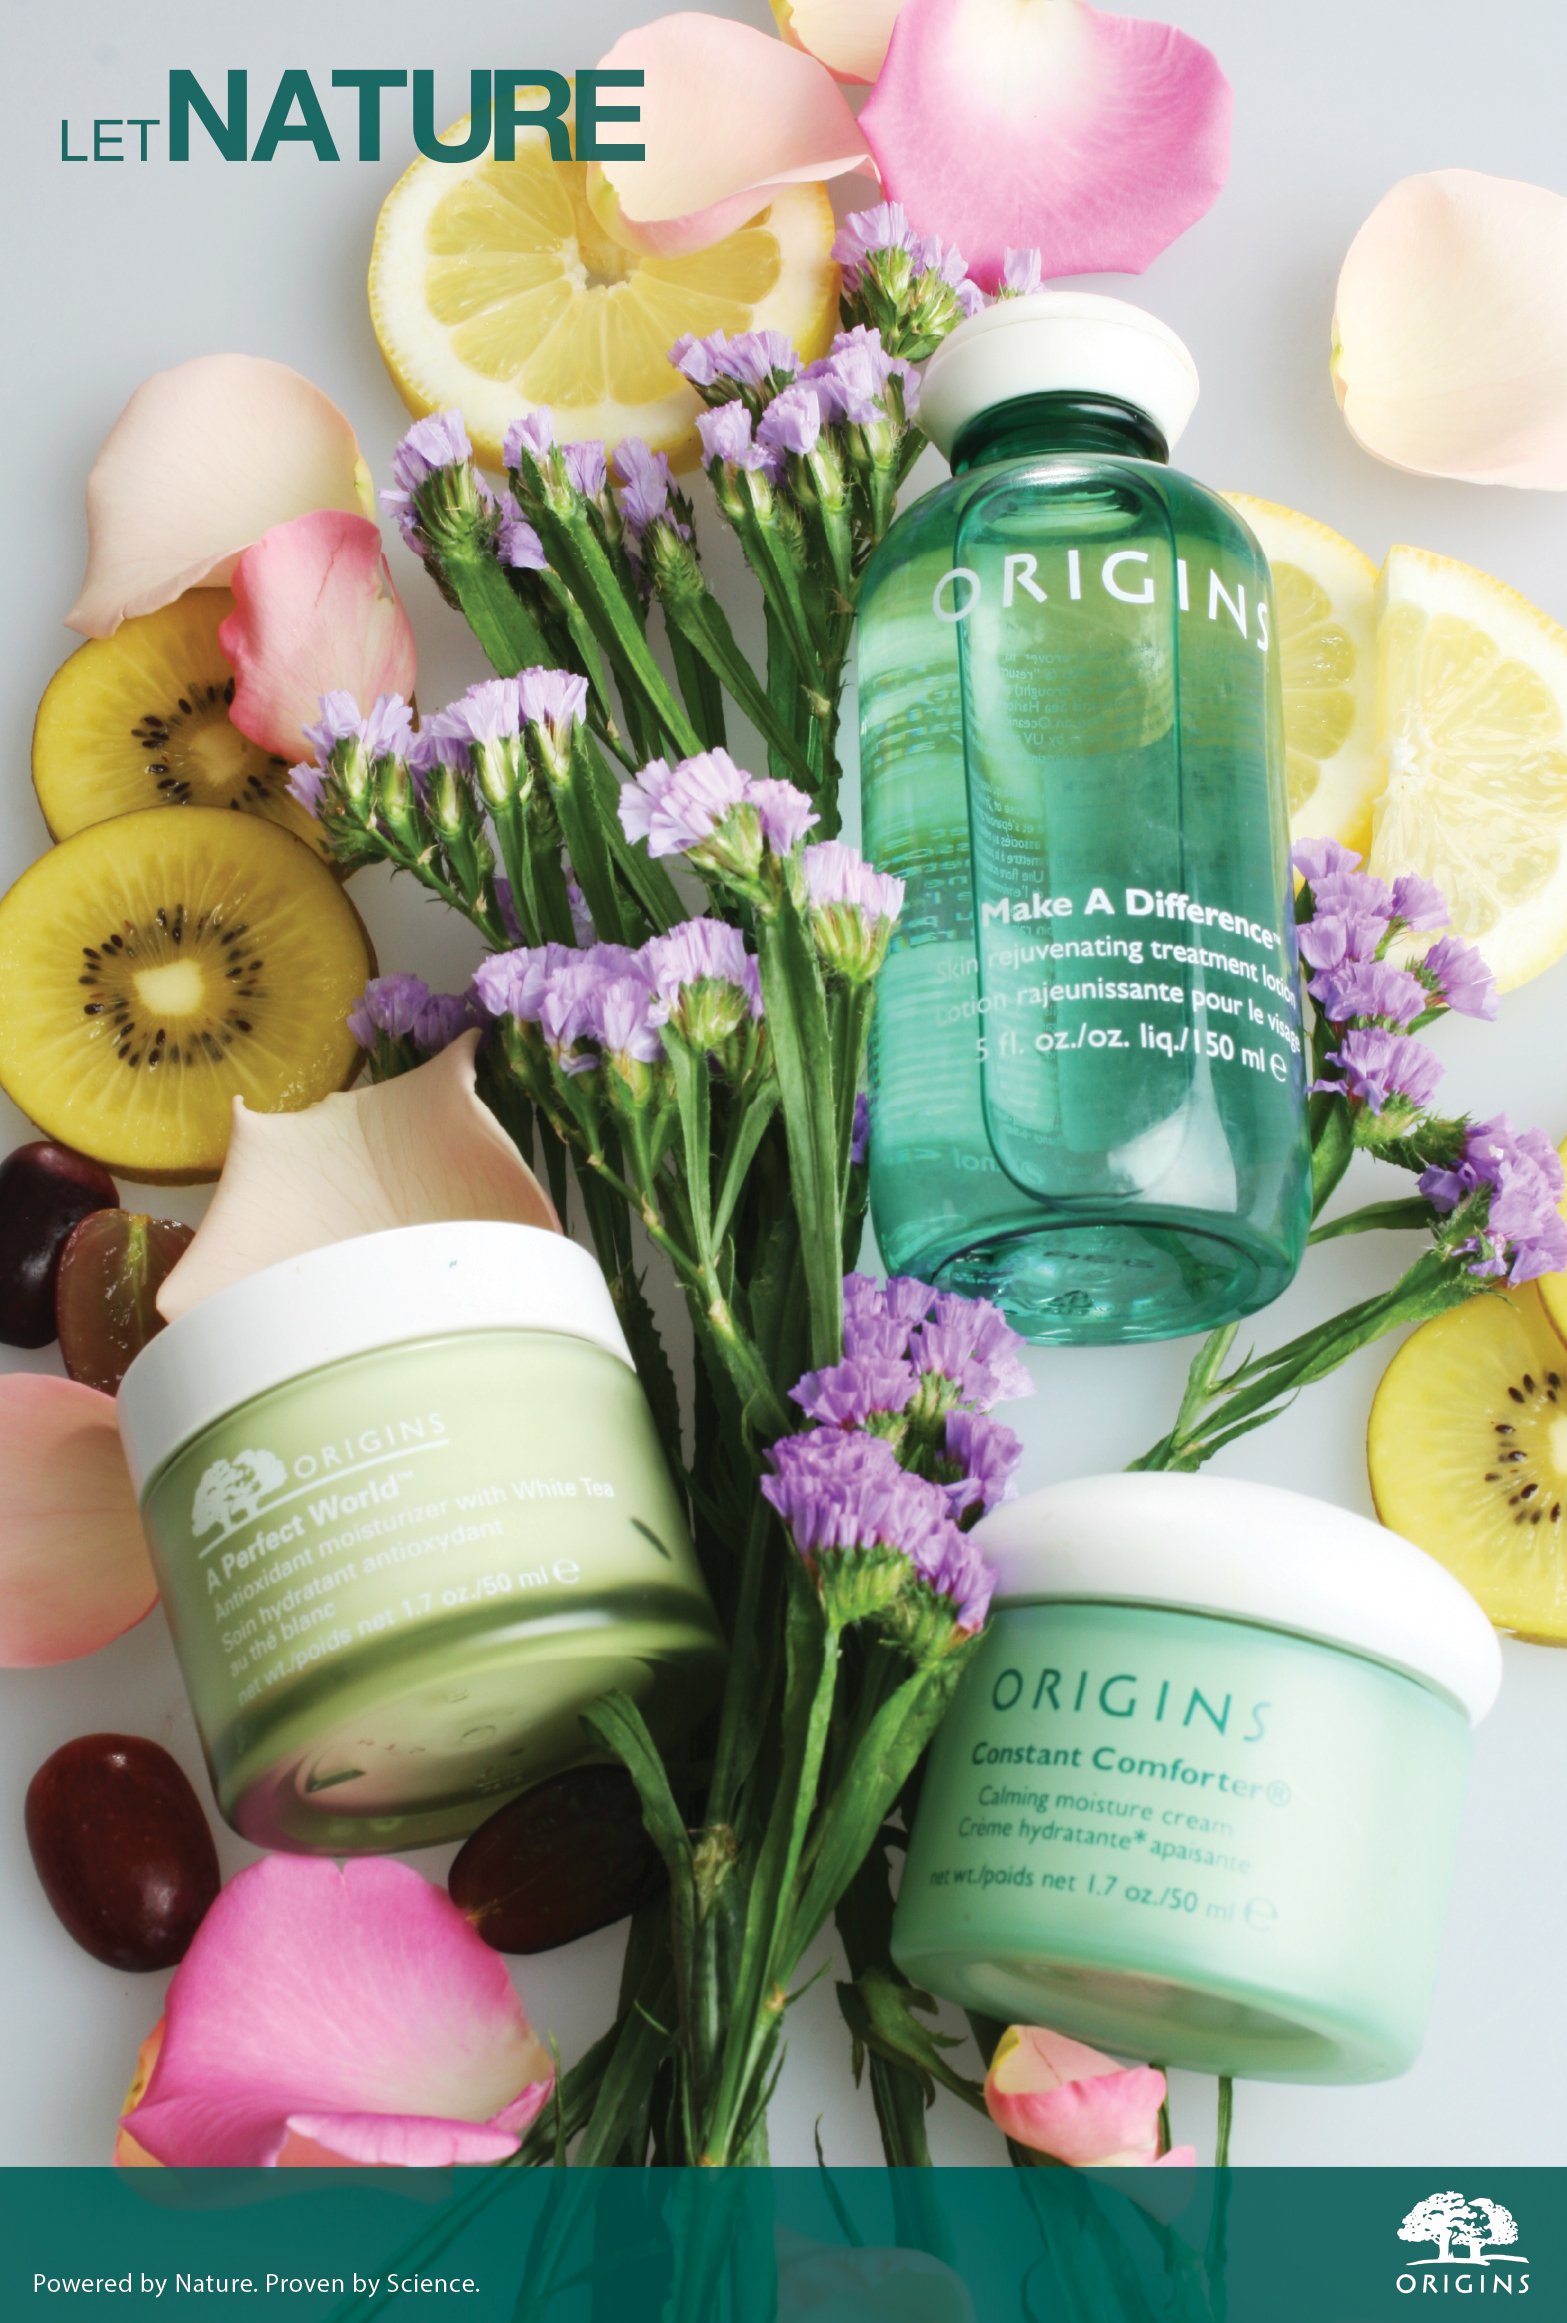 LET NATURE
ORIGINS
Make A Difference™
Skin rejuvenating treatment lotion
Lotion rajeunissante pour le visage
5 fl. oz./oz. liq./150 ml ℮
ORIGINS
A Perfect World™
Antioxidant moisturizer with White Tea
Soin hydratant antioxydant
au thé blanc
net wt./poids net 1.7 oz./50 ml ℮
ORIGINS
Constant Comforter®
Calming moisture cream
Crème hydratante* apaisante
net wt./poids net 1.7 oz./50 ml ℮
Powered by Nature. Proven by Science.
ORIGINS